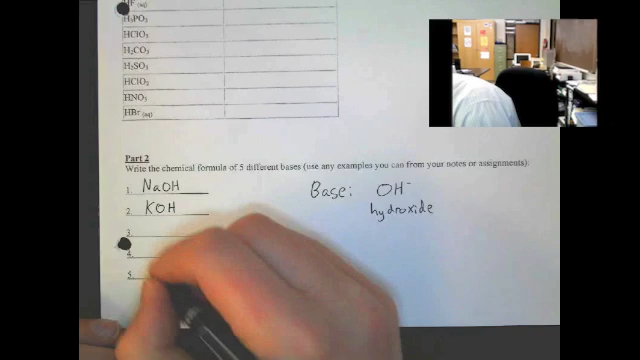 HF (aq)
H₃PO₃
HClO₃
H₂CO₃
H₂SO₃
HClO₂
HNO₃
HBr (aq)
Part 2
Write the chemical formula of 5 different bases (use any examples you can from your notes or assignments):
1. NaOH
Base: OH⁻
2. KOH
hydroxide
3.
4.
5.